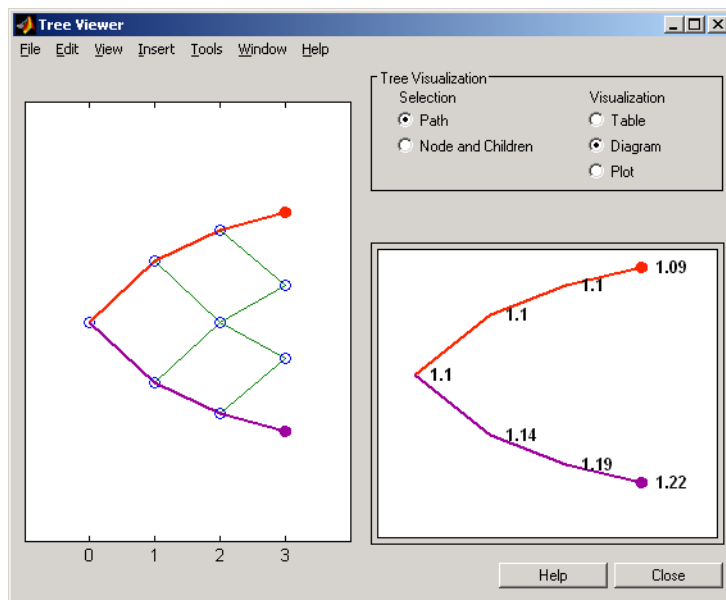 Tree Viewer
File Edit View Insert Tools Window Help
Tree Visualization
Selection
Path
Node and Children
Visualization
Table
Diagram
Plot
0 1 2 3
1.09
1.1
1.1
1.1
1.14
1.19
1.22
Help Close